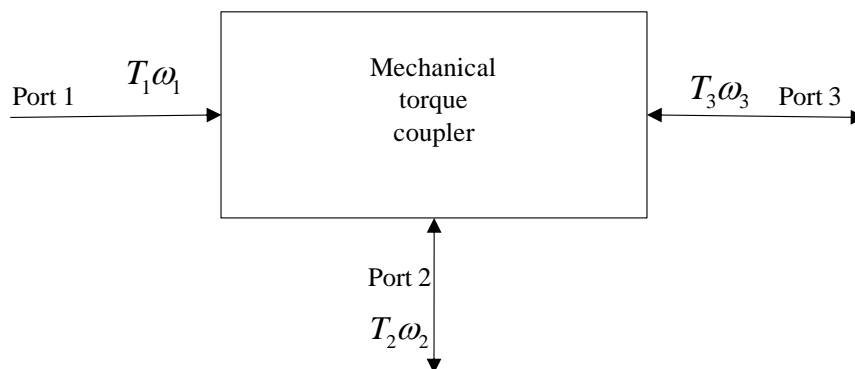 Mechanical
torque
coupler
T₁ω₁
Port 1
T₃ω₃
Port 3
Port 2
T₂ω₂